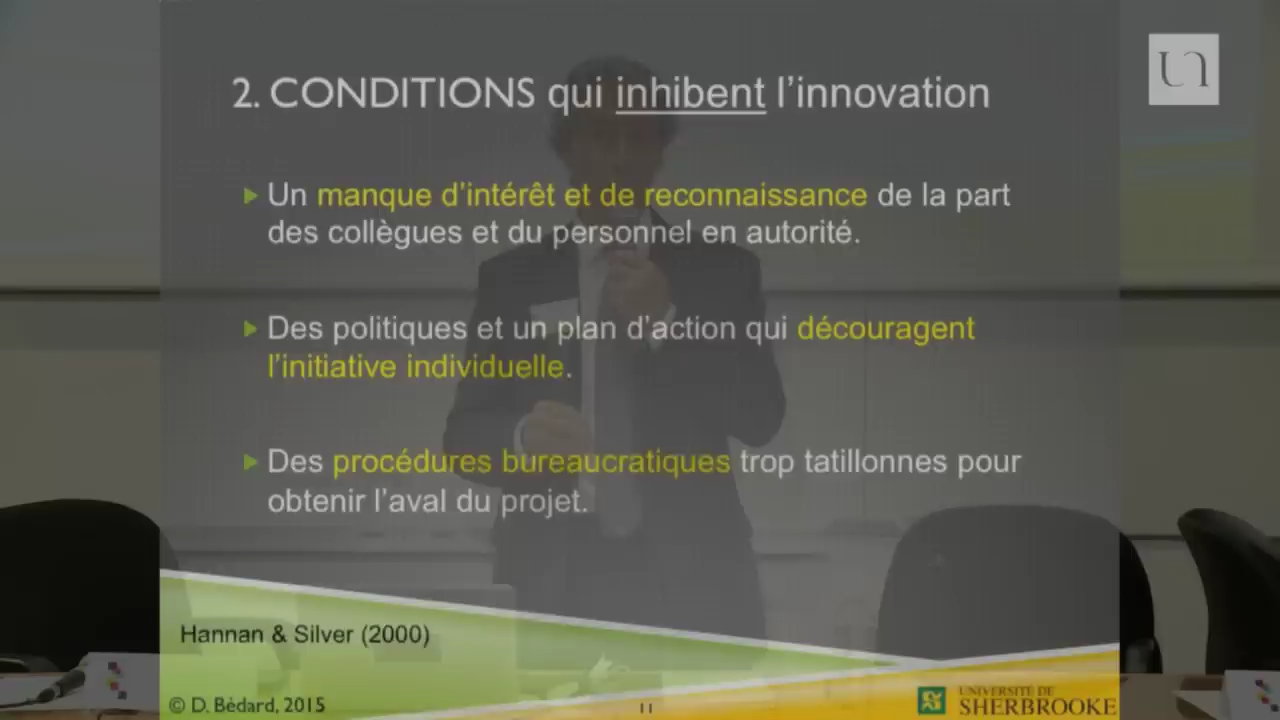 2. CONDITIONS qui inhibent l'innovation
Un manque d'intérêt et de reconnaissance de la part
des collègues et du personnel en autorité.
Des politiques et un plan d'action qui découragent
l'initiative individuelle.
Des procédures bureaucratiques trop tatillonnes pour
obtenir l'aval du projet.
Hannan & Silver (2000)
© D. Bèdard, 2015
11
UNIVERSITÉ DE
SHERBROOKE
un